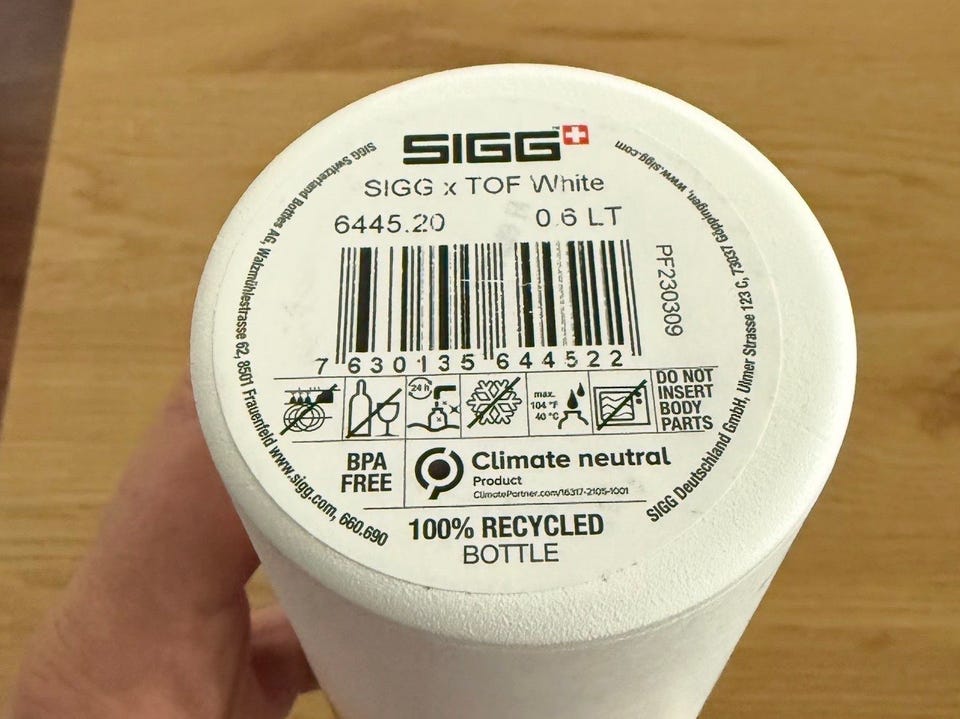 SIGG™
SIGG x TOF White
6445.20 0.6 LT
PF230309
7 630135 644522
24 h
max.
104 °F
40 °C
DO NOT
INSERT
BODY
PARTS
BPA
FREE
Climate neutral
Product
ClimatePartner.com/16317-2105-1001
100% RECYCLED
BOTTLE
SIGG Switzerland Bottles AG, Walzmühlestrasse 62, 8501 Frauenfeld www.sigg.com, 660.690
SIGG Deutschland GmbH, Ulmer Strasse 123 C, 73037 Göppingen, www.sigg.com